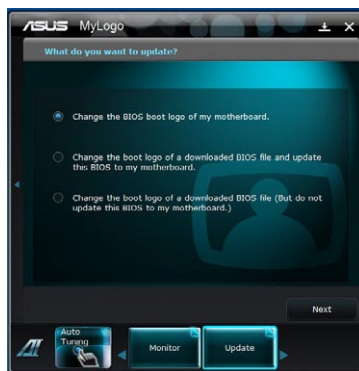 ASUS MyLogo
What do you want to update?
Change the BIOS boot logo of my motherboard.
Change the boot logo of a downloaded BIOS file and update
this BIOS to my motherboard.
Change the boot logo of a downloaded BIOS file (But do not
update this BIOS to my motherboard.)
Next
Auto
Tuning
Monitor
Update